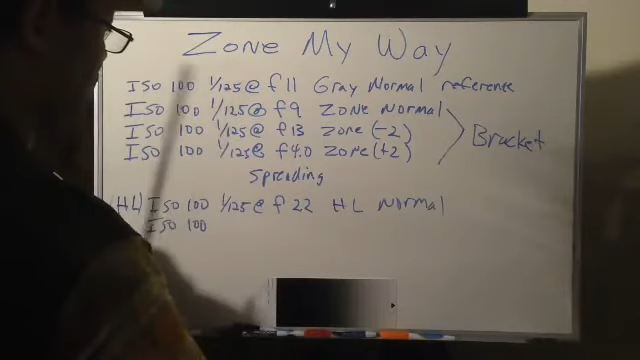 Zone My Way
ISO 100 1/125@ f11 Gray Normal reference
ISO 100 1/125@ f9 Zone Normal
ISO 100 1/125@ f13 Zone (-2)
ISO 100 1/125@ f4.0 Zone (+2)
Bracket
Spreading
HL) ISO 100 1/125@ f22 HL Normal
ISO 100